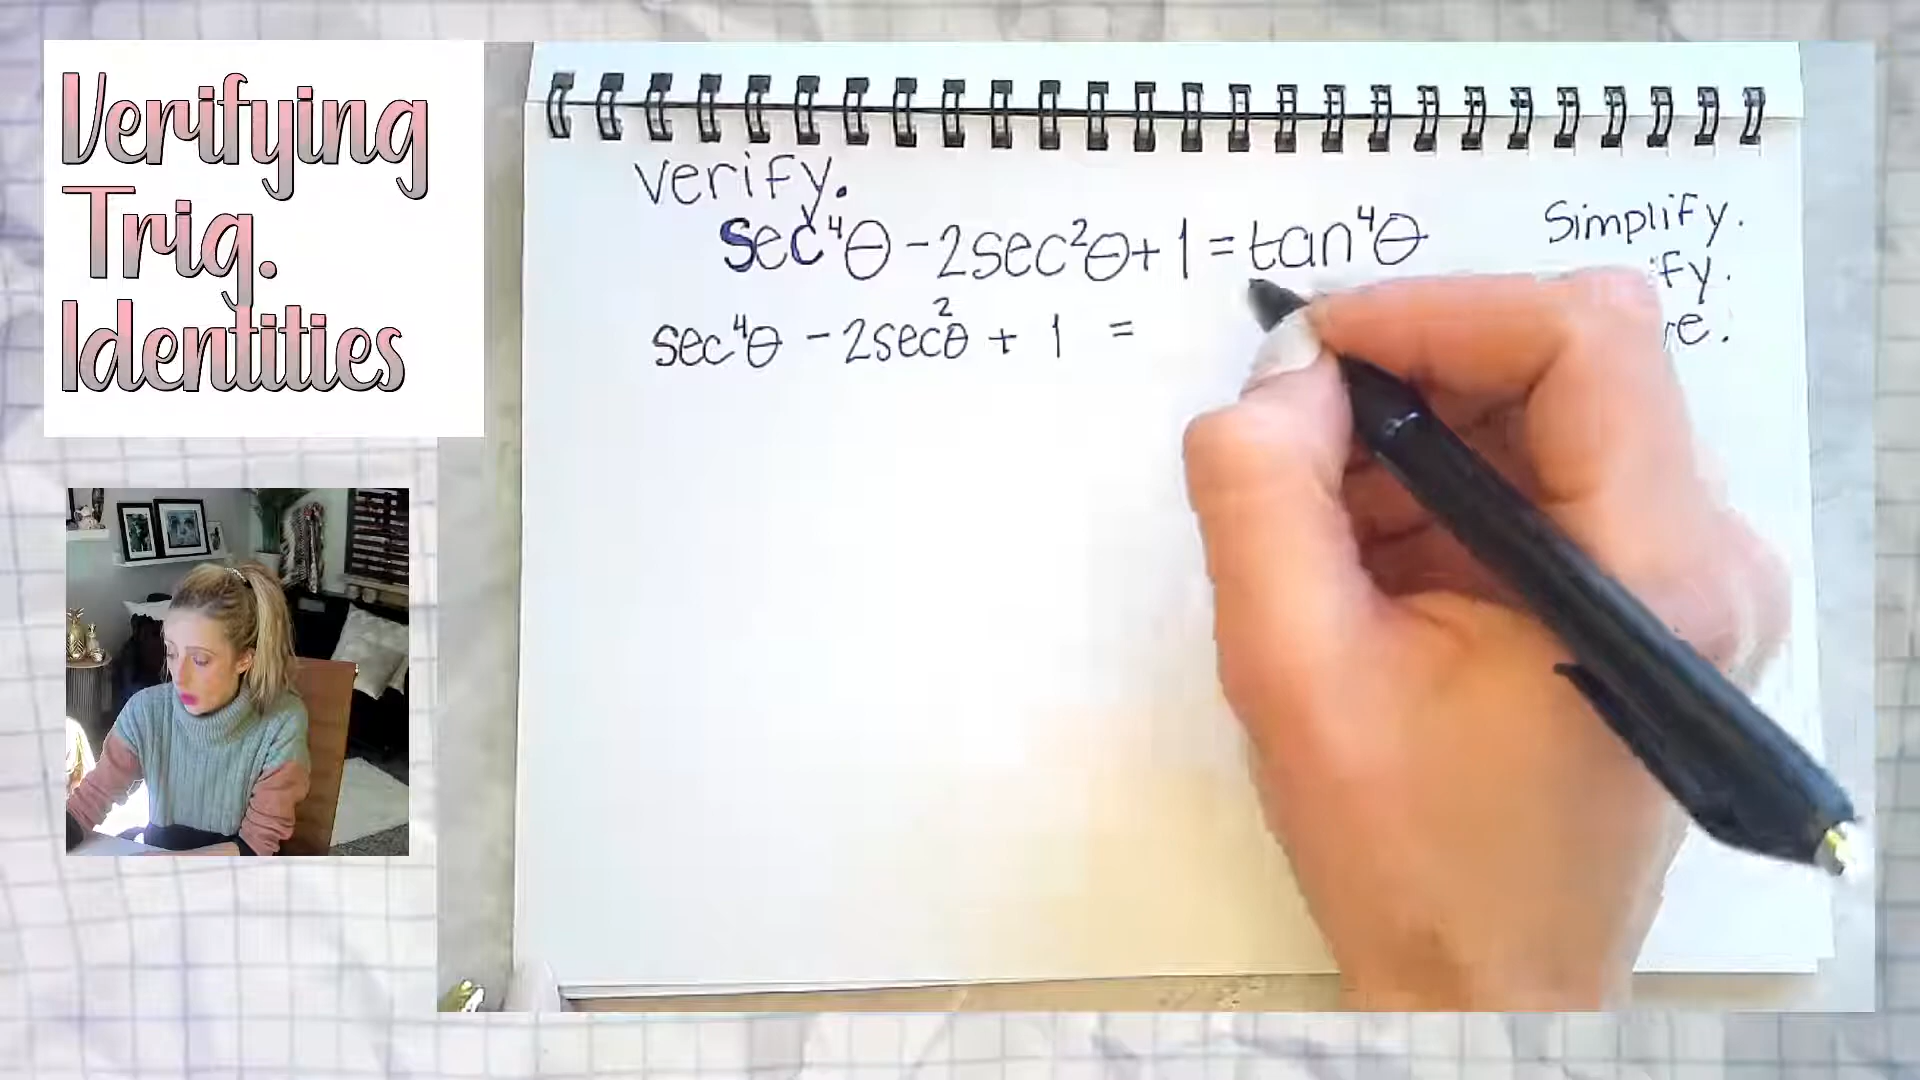 Verifying
Trig.
Identities
Verify.
sec⁴θ - 2sec²θ + 1 = tan⁴θ
sec⁴θ - 2sec²θ + 1 =
Simplify.